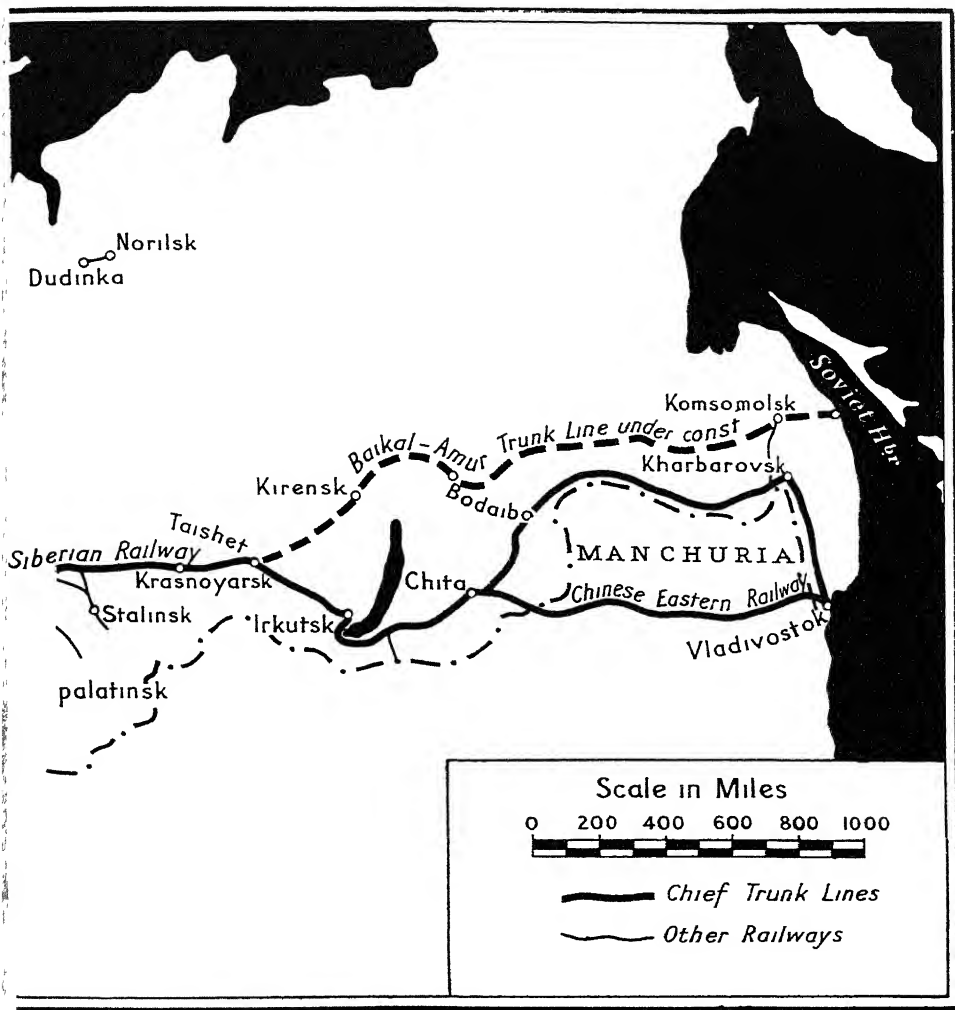 Norilsk
Dudinka
Soviet Hbr.
Komsomolsk
Baikal-Amur Trunk Line under const
Kharbarovsk
Kirensk
Bodaibo
Taishet
Siberian Railway
MANCHURIA
Krasnoyarsk
Chita
Chinese Eastern Railway
Stalinsk
Irkutsk
Vladivostok
palatinsk
Scale in Miles
0 200 400 600 800 1000
Chief Trunk Lines
Other Railways